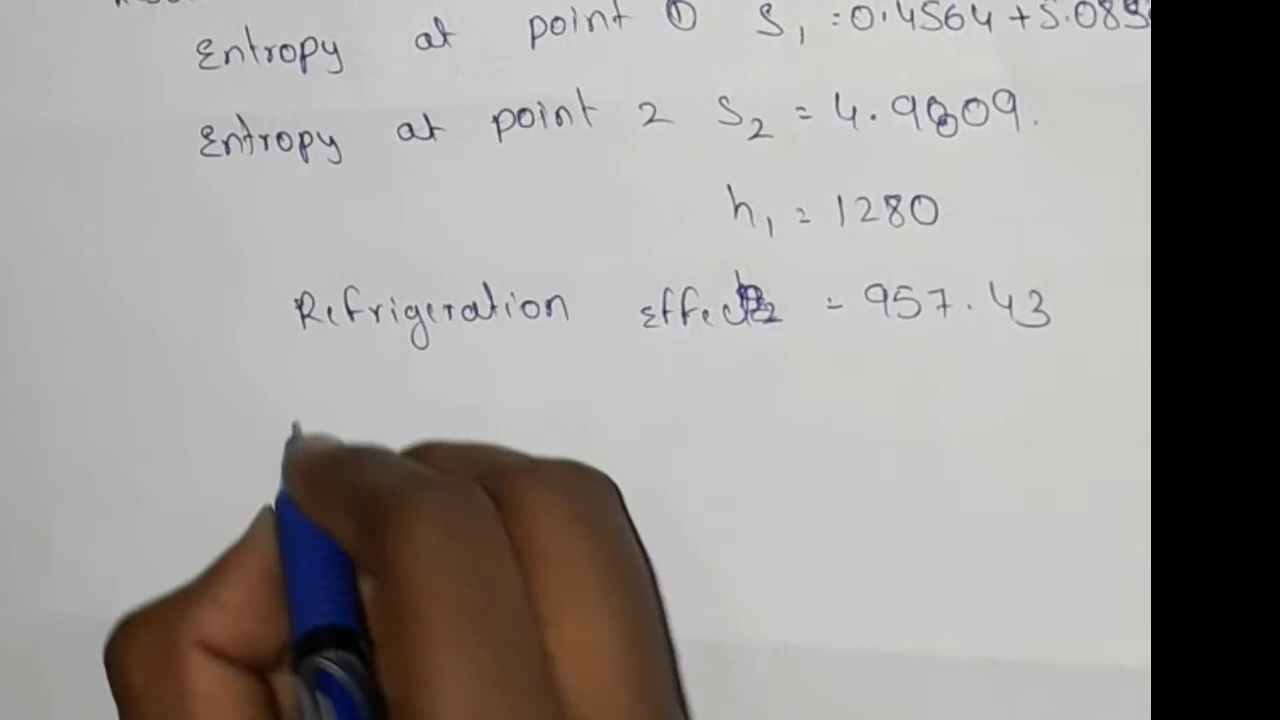 Entropy at point ① S₁ = 0.4564 + 5.089
Entropy at point 2 S₂ = 4.9809.
h₁ = 1280
Refrigeration Effect = 957.43